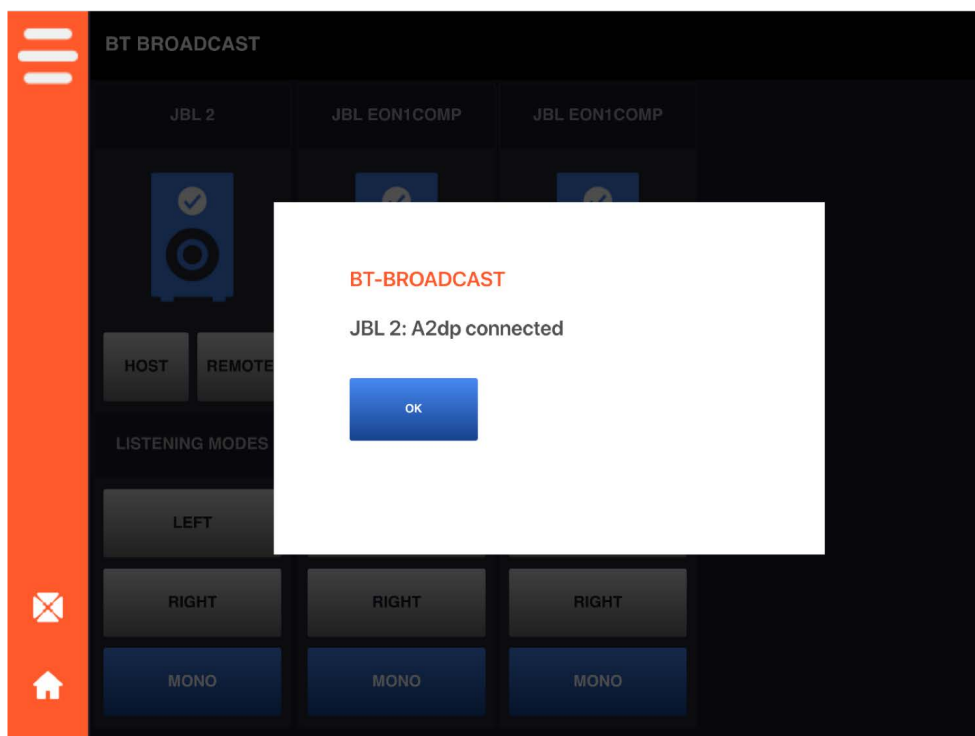 BT BROADCAST
JBL 2
JBL EON1COMP
JBL EON1COMP
BT-BROADCAST
JBL 2: A2dp connected
OK
HOST
REMOTE
LISTENING MODES
LEFT
RIGHT
RIGHT
RIGHT
MONO
MONO
MONO